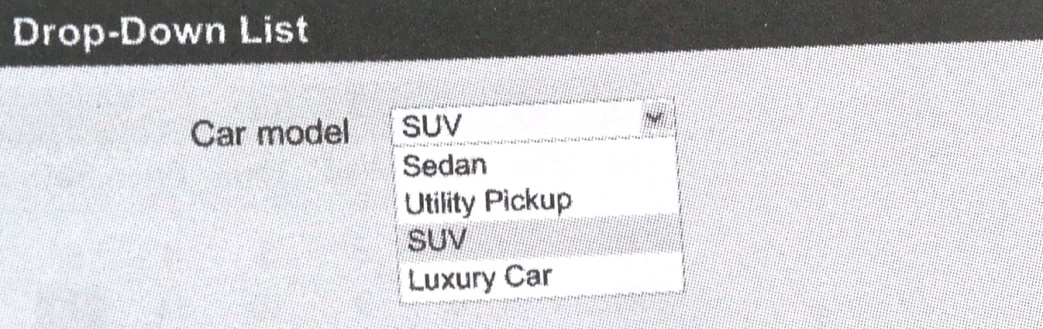 Drop-Down List
Car model SUV
Sedan
Utility Pickup
SUV
Luxury Car